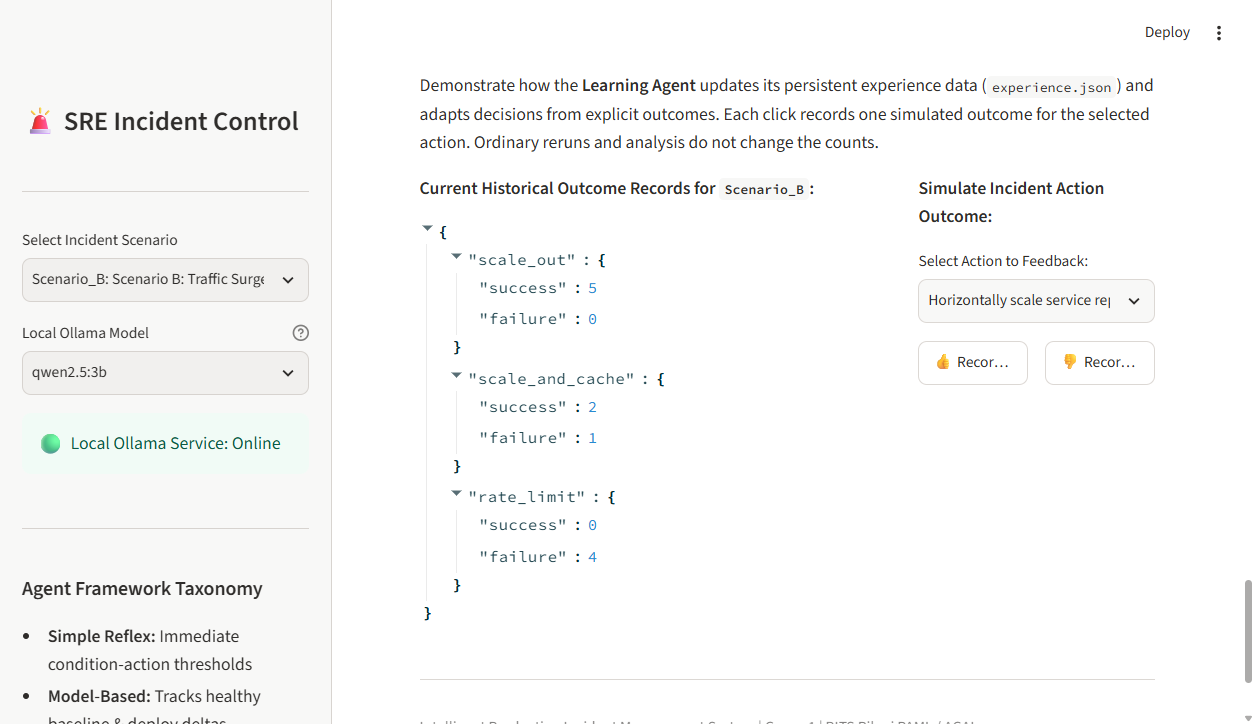 Deploy
SRE Incident Control
Select Incident Scenario
Scenario_B: Scenario B: Traffic Surge
Local Ollama Model
qwen2.5:3b
Local Ollama Service: Online
Agent Framework Taxonomy
Simple Reflex: Immediate
condition-action thresholds
Model-Based: Tracks healthy
baseline & deploy deltas
Demonstrate how the Learning Agent updates its persistent experience data ( experience.json ) and
adapts decisions from explicit outcomes. Each click records one simulated outcome for the selected
action. Ordinary reruns and analysis do not change the counts.
Current Historical Outcome Records for Scenario_B :
{
"scale_out" : {
"success" : 5
"failure" : 0
}
"scale_and_cache" : {
"success" : 2
"failure" : 1
}
"rate_limit" : {
"success" : 0
"failure" : 4
}
}
Simulate Incident Action
Outcome:
Select Action to Feedback:
Horizontally scale service rep
👍 Recor…
👎 Recor…